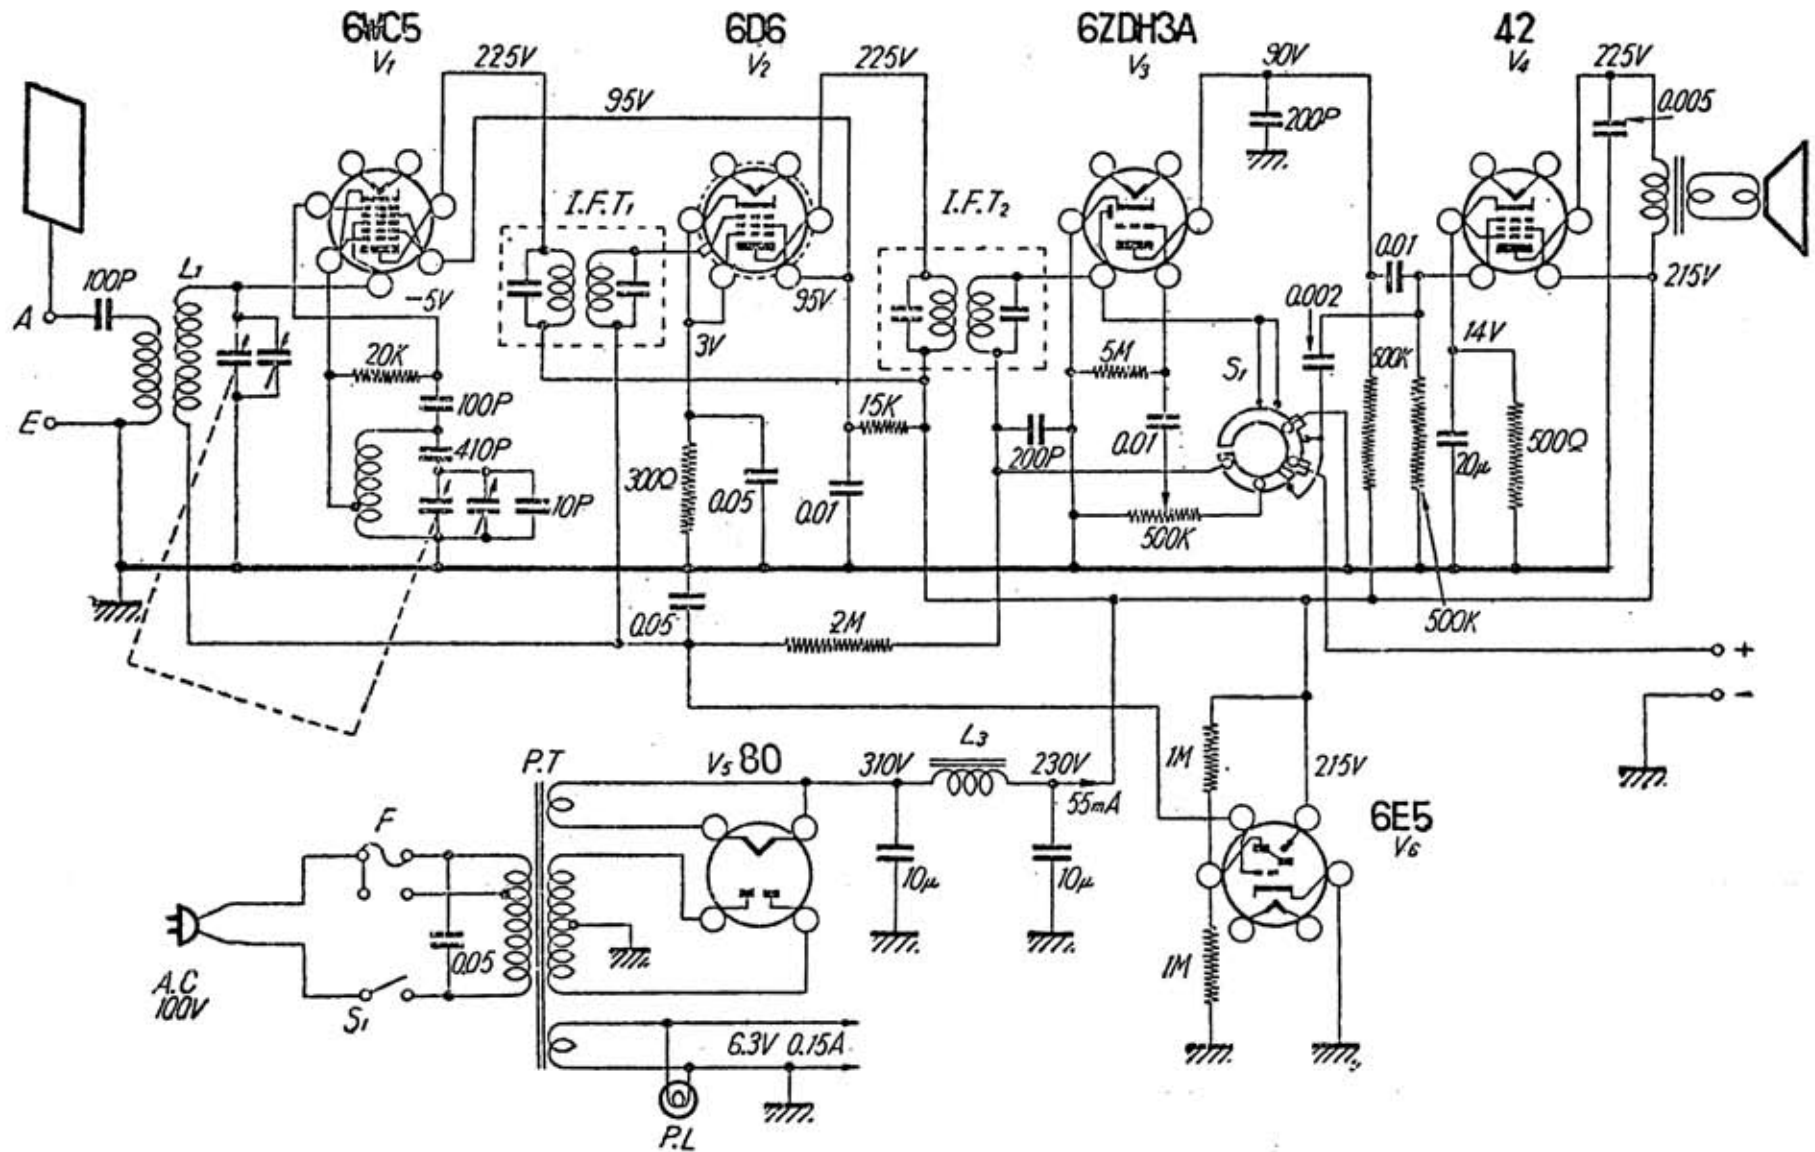 6WC5
V1
6D6
V2
6ZDH3A
V3
42
V4
225V
225V
90V
225V
95V
0.005
200P
I.F.T1
I.F.T2
100P
L1
-5V
95V
0.01
215V
A
0.002
3V
14V
20K
5M
S1
500K
E
100P
15K
410P
200P
0.01
20μ
500Ω
300Ω
0.05
0.01
10P
500K
0.05
2M
500K
+
-
P.T
V5 80
310V
L3
230V
1M
215V
55mA
F
6E5
V6
10μ
10μ
0.05
1M
A.C
100V
S1
6.3V 0.15A
P.L